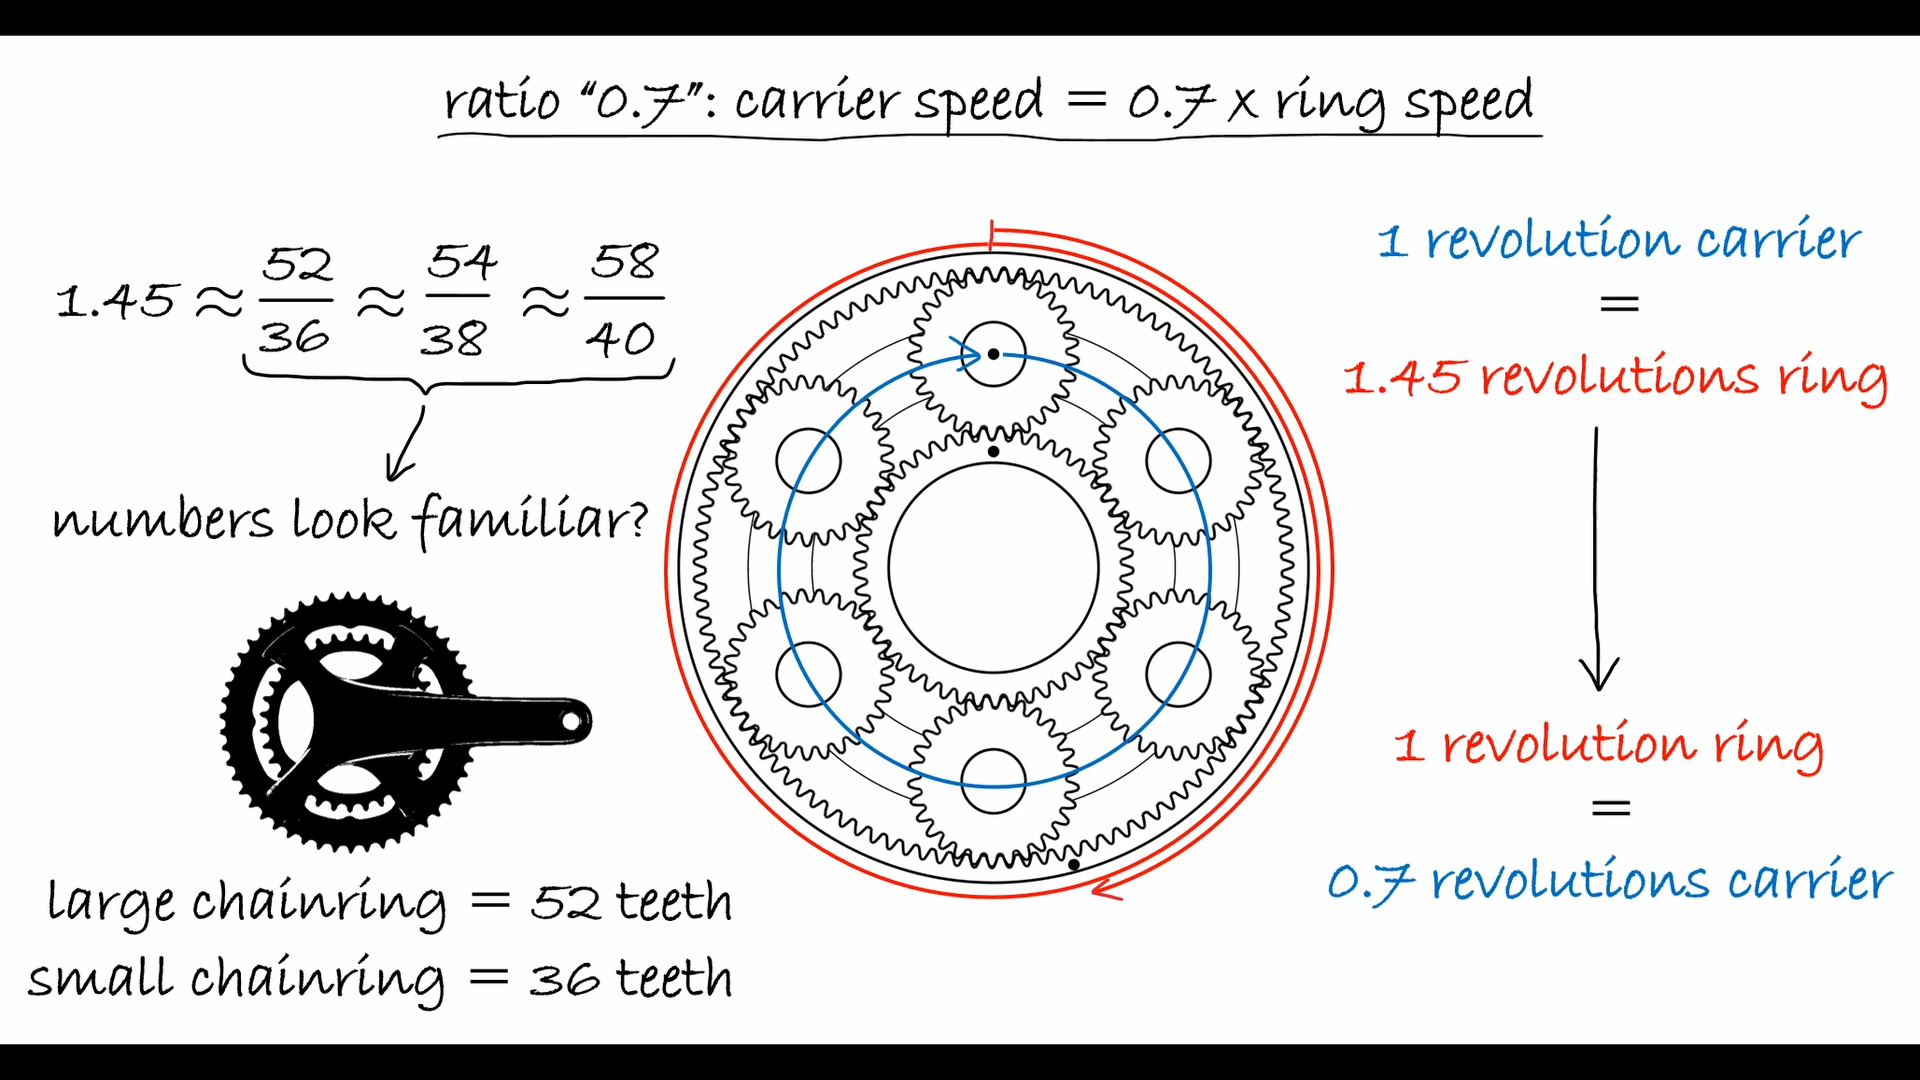 ratio “0.7”: carrier speed = 0.7 x ring speed
1.45 ≈ 52/36 ≈ 54/38 ≈ 58/40
numbers look familiar?
large chainring = 52 teeth
small chainring = 36 teeth
1 revolution carrier
=
1.45 revolutions ring
1 revolution ring
=
0.7 revolutions carrier